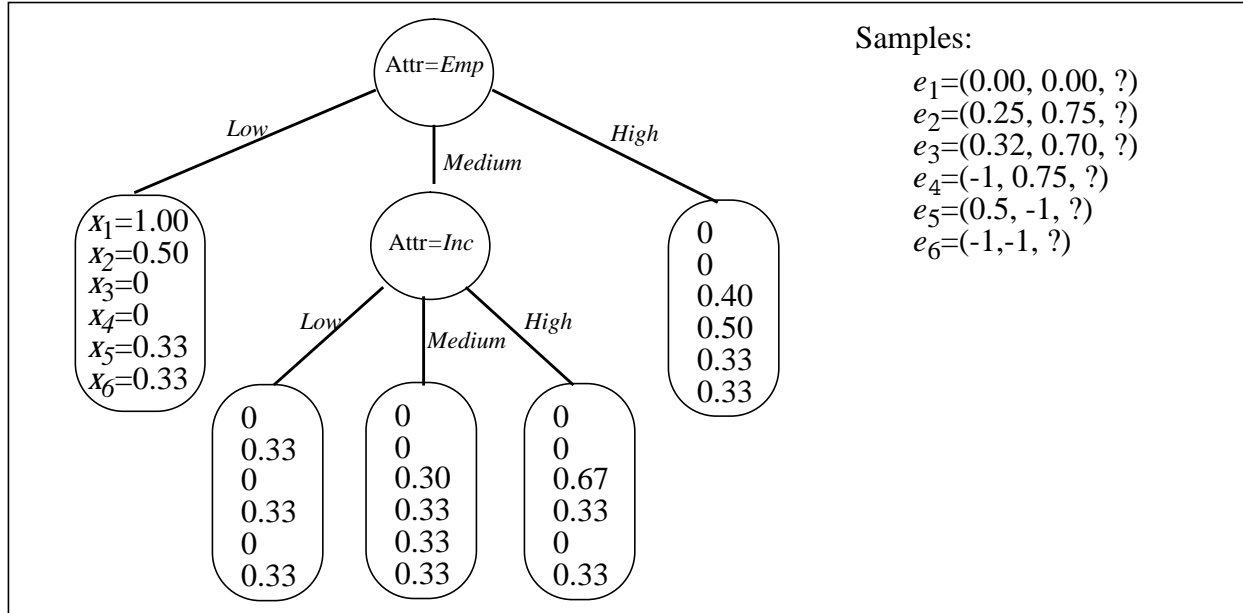 Attr=Emp
Low
Medium
High
x1=1.00
x2=0.50
x3=0
x4=0
x5=0.33
x6=0.33
Attr=Inc
Low
Medium
High
0
0.33
0
0.33
0
0.33
0
0
0.30
0.33
0.33
0.33
0
0
0.67
0.33
0
0.33
0
0
0.40
0.50
0.33
0.33
Samples:
e1=(0.00, 0.00, ?)
e2=(0.25, 0.75, ?)
e3=(0.32, 0.70, ?)
e4=(-1, 0.75, ?)
e5=(0.5, -1, ?)
e6=(-1,-1, ?)